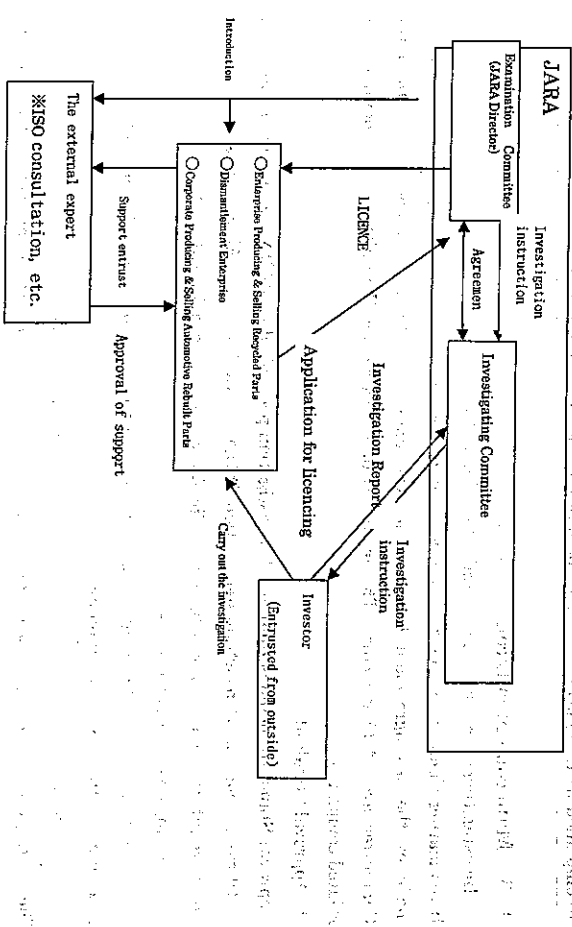 JARA
Examination Committee
(JARA Director)
Investigation
instruction
Agreemen
Investigating Committee
LICENCE
Investigation Report
Investigation
instruction
Application for licencing
Introduction
○Enterprise Producing & Selling Recycled Parts
○Dismantlement Enterprise
○Corporate Producing & Selling Automotive Rebuilt Parts
Investor
(Entrusted from outside)
Carry out the investigation
Support entrust
Approval of support
The external expert
※ISO consultation, etc.